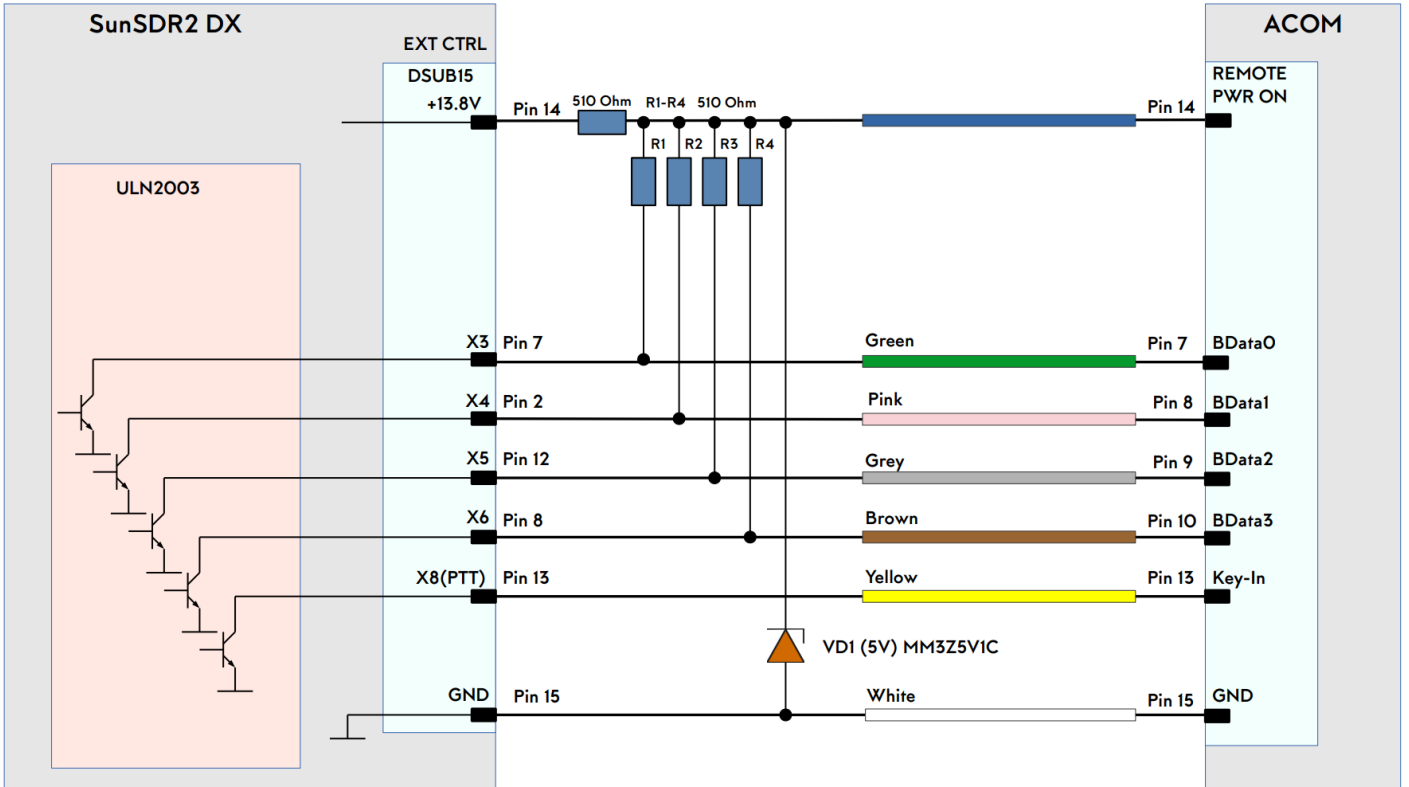 SunSDR2 DX
ACOM
EXT CTRL
DSUB15
+13.8V
Pin 14
510 Ohm
R1-R4
510 Ohm
Pin 14
REMOTE
PWR ON
R1
R2
R3
R4
ULN2003
X3
Pin 7
Green
Pin 7
BData0
X4
Pin 2
Pink
Pin 8
BData1
X5
Pin 12
Grey
Pin 9
BData2
X6
Pin 8
Brown
Pin 10
BData3
X8(PTT)
Pin 13
Yellow
Pin 13
Key-In
VD1 (5V) MM3Z5V1C
GND
Pin 15
White
Pin 15
GND